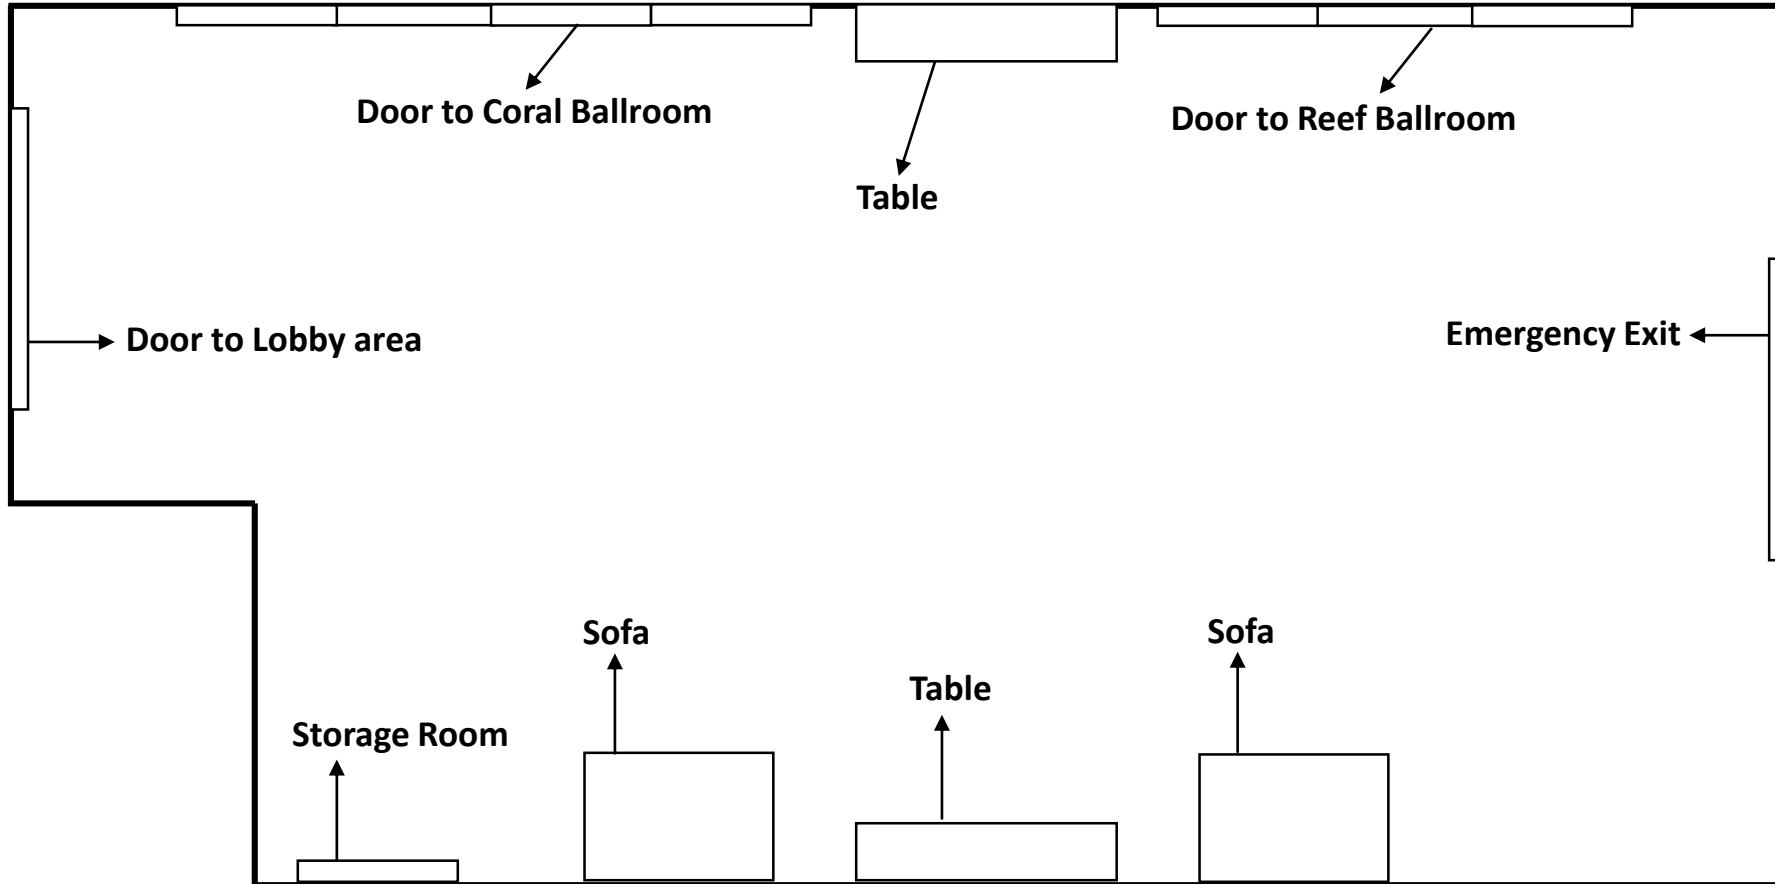 Door to Coral Ballroom
Door to Reef Ballroom
Table
Door to Lobby area
Emergency Exit
Sofa
Sofa
Table
Storage Room